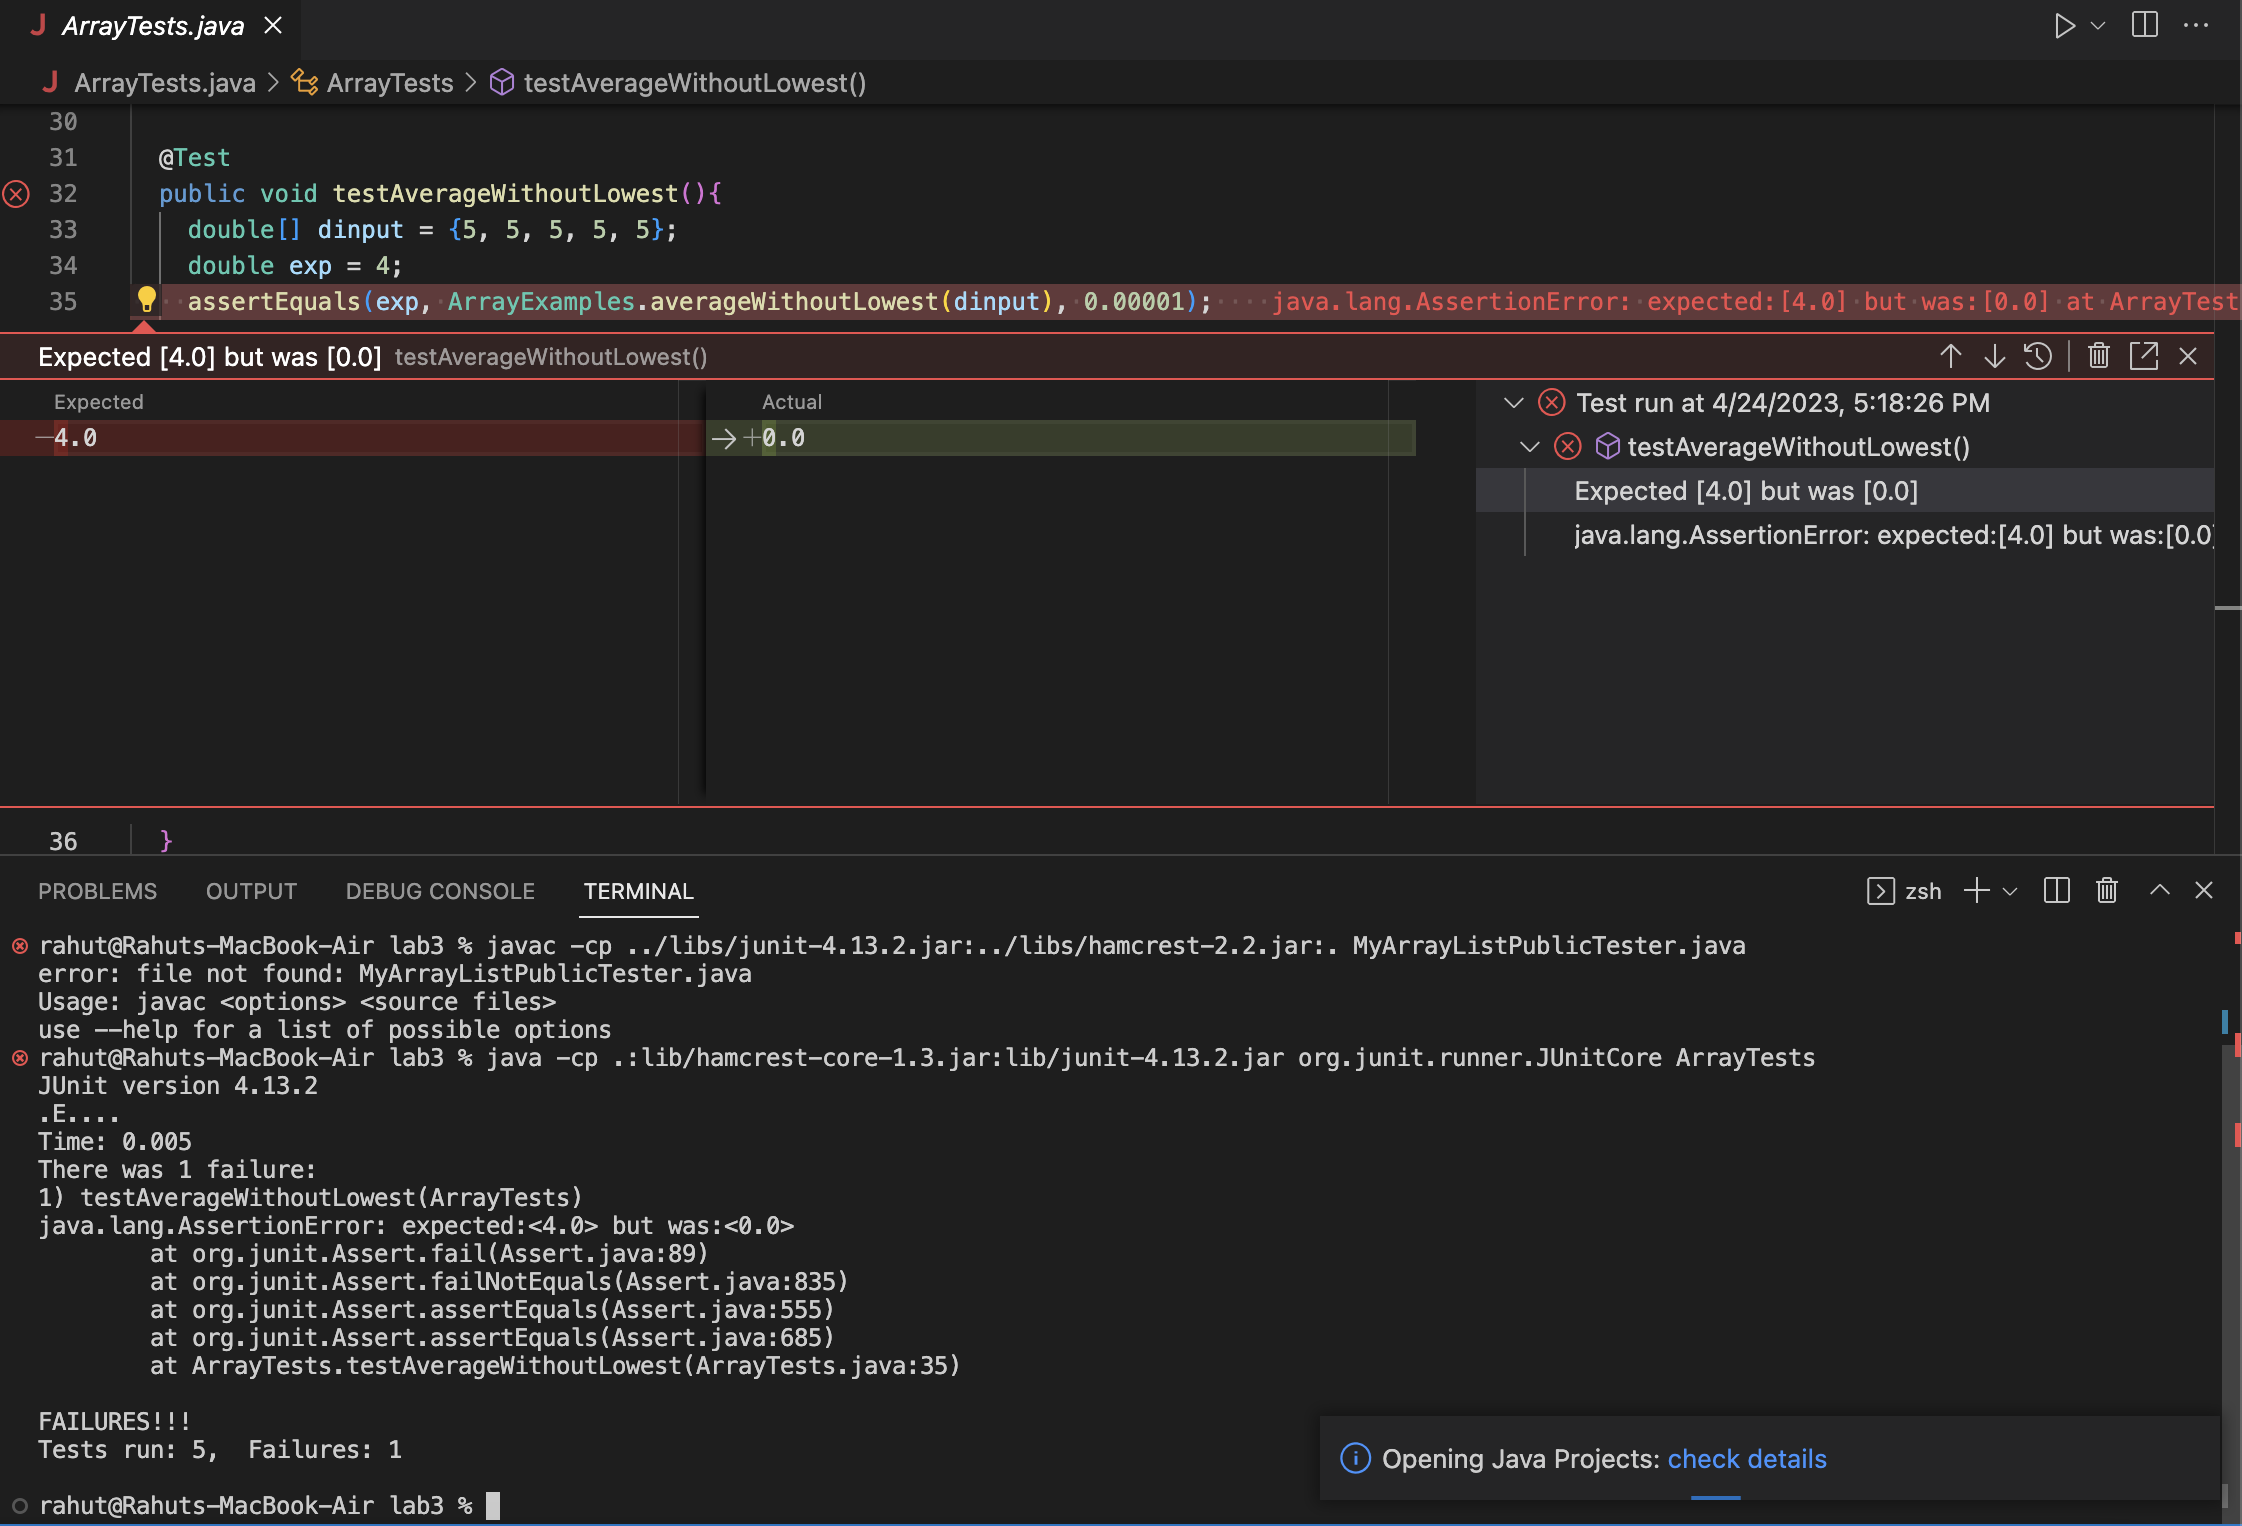 ArrayTests.java
ArrayTests.java > ArrayTests > testAverageWithoutLowest()
30
31 @Test
32 public void testAverageWithoutLowest(){
33 double[] dinput = {5, 5, 5, 5, 5};
34 double exp = 4;
35 assertEquals(exp, ArrayExamples.averageWithoutLowest(dinput), 0.00001); java.lang.AssertionError: expected:[4.0] but was:[0.0] at ArrayTest
Expected [4.0] but was [0.0] testAverageWithoutLowest()
Expected
Actual
—4.0
→+0.0
Test run at 4/24/2023, 5:18:26 PM
testAverageWithoutLowest()
Expected [4.0] but was [0.0]
java.lang.AssertionError: expected:[4.0] but was:[0.0]
36 }
PROBLEMS OUTPUT DEBUG CONSOLE TERMINAL zsh
rahut@Rahuts-MacBook-Air lab3 % javac -cp ../libs/junit-4.13.2.jar:../libs/hamcrest-2.2.jar:. MyArrayListPublicTester.java
error: file not found: MyArrayListPublicTester.java
Usage: javac <options> <source files>
use --help for a list of possible options
rahut@Rahuts-MacBook-Air lab3 % java -cp .:lib/hamcrest-core-1.3.jar:lib/junit-4.13.2.jar org.junit.runner.JUnitCore ArrayTests
JUnit version 4.13.2
.E....
Time: 0.005
There was 1 failure:
1) testAverageWithoutLowest(ArrayTests)
java.lang.AssertionError: expected:<4.0> but was:<0.0>
at org.junit.Assert.fail(Assert.java:89)
at org.junit.Assert.failNotEquals(Assert.java:835)
at org.junit.Assert.assertEquals(Assert.java:555)
at org.junit.Assert.assertEquals(Assert.java:685)
at ArrayTests.testAverageWithoutLowest(ArrayTests.java:35)
FAILURES!!!
Tests run: 5,  Failures: 1
Opening Java Projects: check details
rahut@Rahuts-MacBook-Air lab3 %